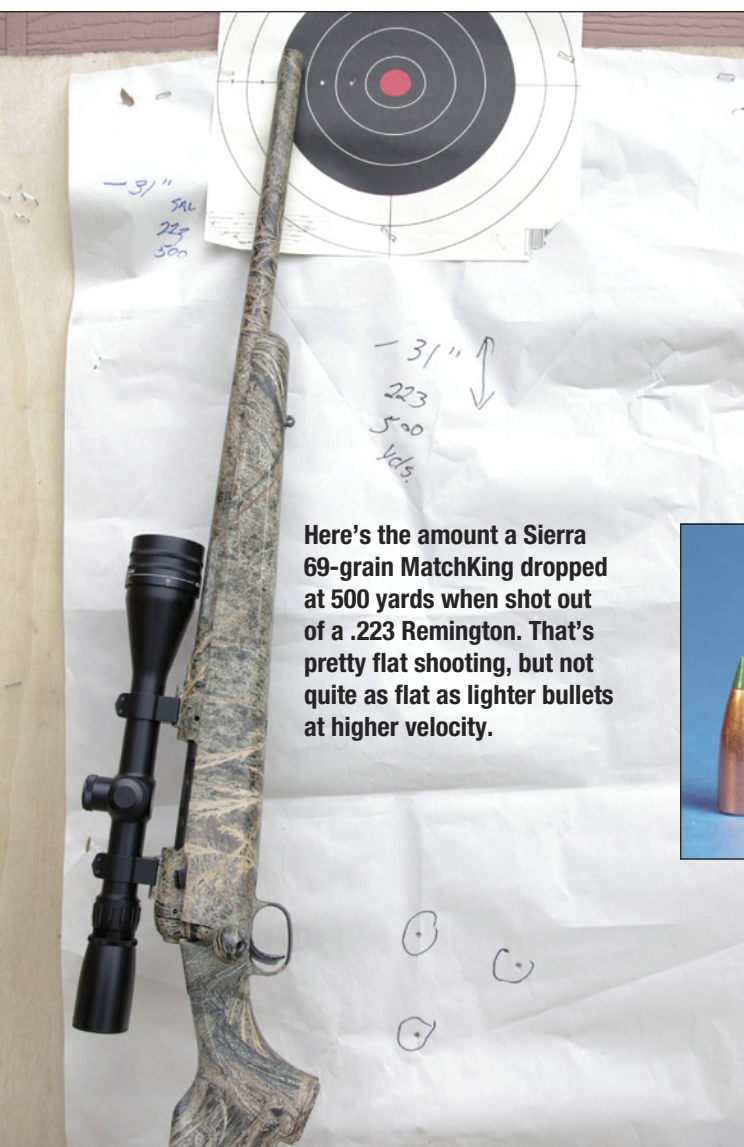 — 31"
223
500
— 31"
223
500
yds.
Here's the amount a Sierra
69-grain MatchKing dropped
at 500 yards when shot out
of a .223 Remington. That's
pretty flat shooting, but not
quite as flat as lighter bullets
at higher velocity.